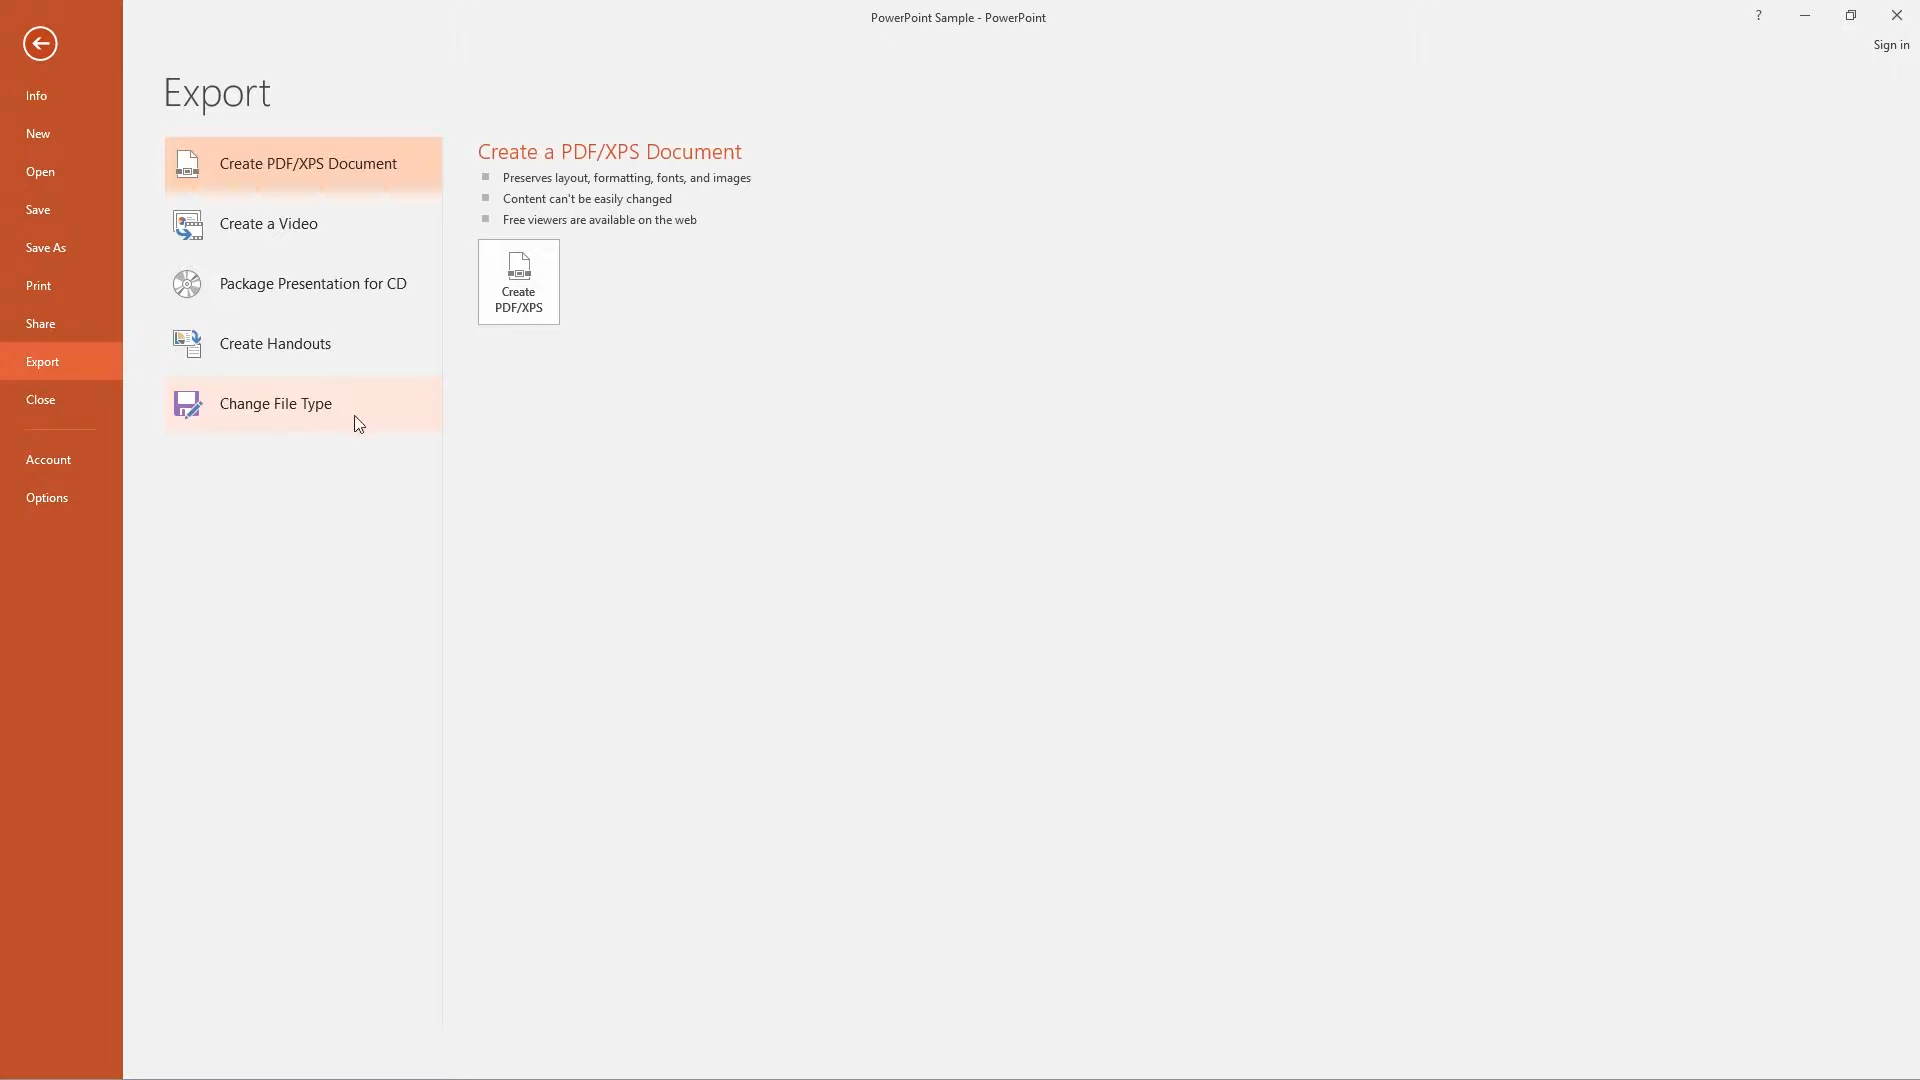 PowerPoint Sample - PowerPoint
?
Sign in
Info
New
Open
Save
Save As
Print
Share
Export
Close
Account
Options
Export
Create PDF/XPS Document
Create a Video
Package Presentation for CD
Create Handouts
Change File Type
Create a PDF/XPS Document
Preserves layout, formatting, fonts, and images
Content can't be easily changed
Free viewers are available on the web
Create
PDF/XPS